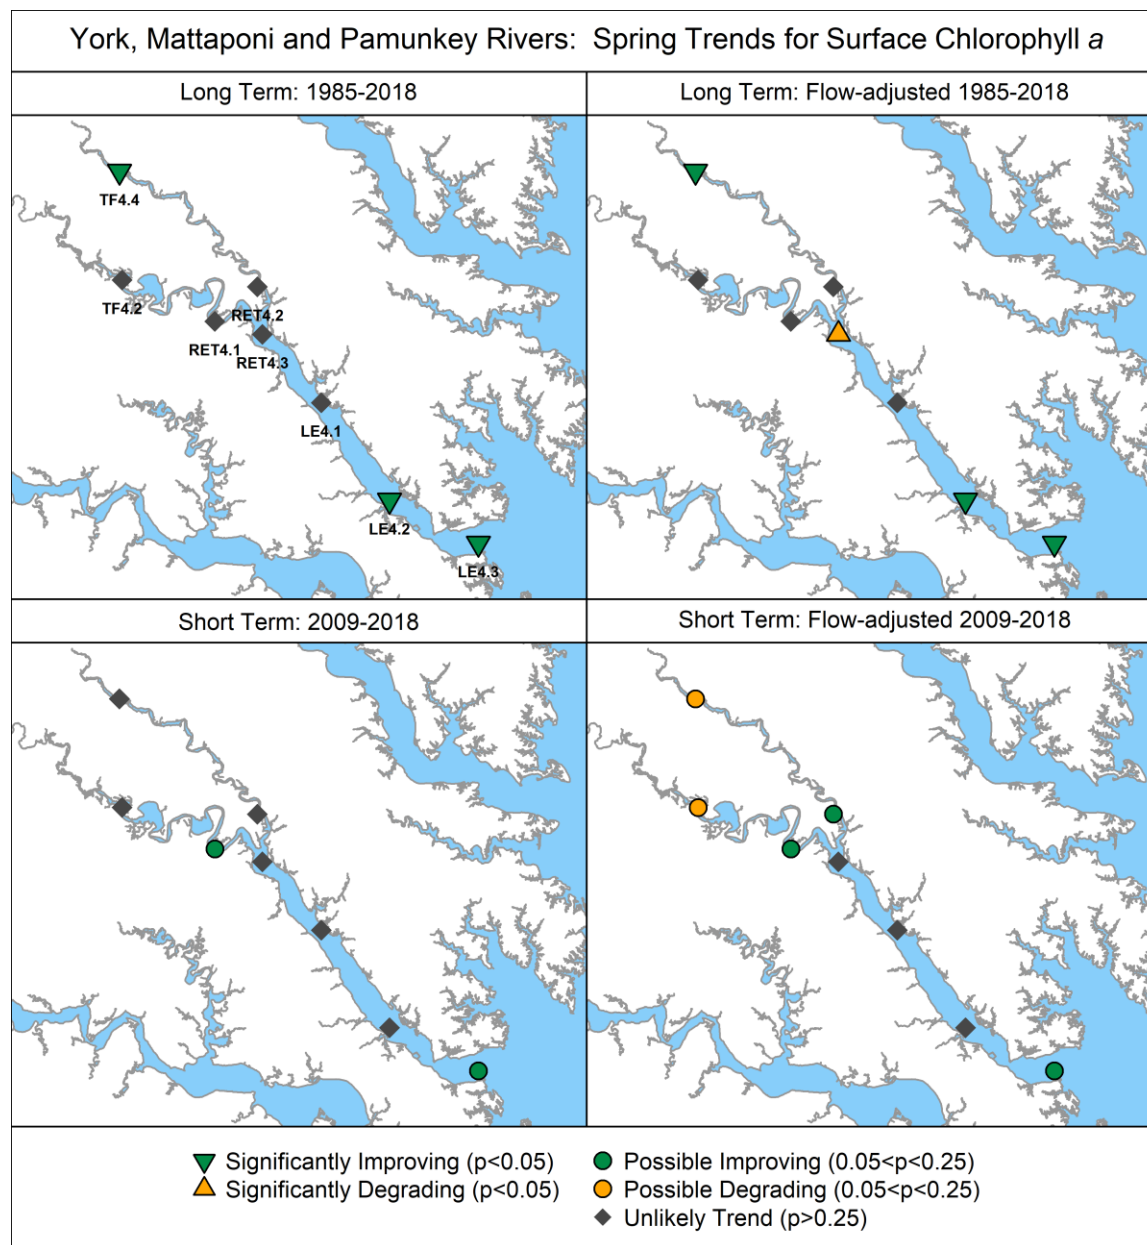 York, Mattaponi and Pamunkey Rivers: Spring Trends for Surface Chlorophyll a
Long Term: 1985-2018
Long Term: Flow-adjusted 1985-2018
TF4.4
TF4.2
RET4.2
RET4.1
RET4.3
LE4.1
LE4.2
LE4.3
Short Term: 2009-2018
Short Term: Flow-adjusted 2009-2018
Significantly Improving (p<0.05)
Significantly Degrading (p<0.05)
Possible Improving (0.05<p<0.25)
Possible Degrading (0.05<p<0.25)
Unlikely Trend (p>0.25)